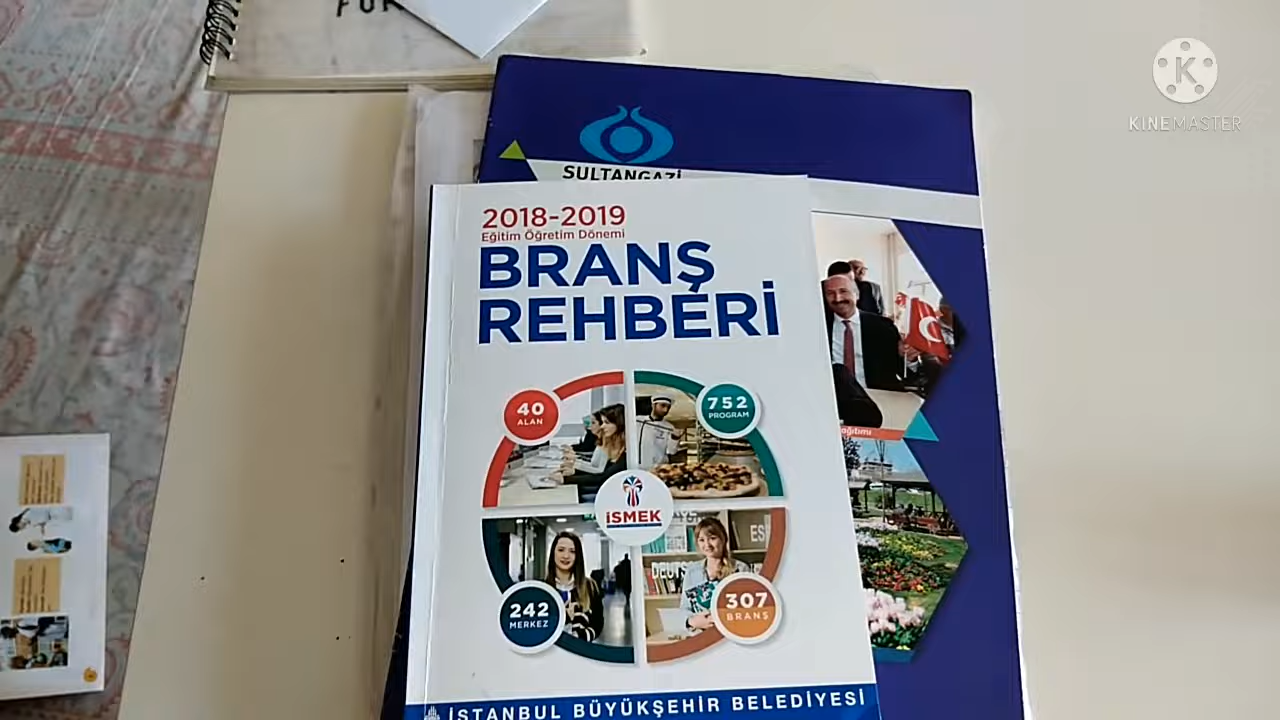 FUR
KINEMASTER
SULTANGAZİ
2018-2019
Eğitim Öğretim Dönemi
BRANŞ
REHBERİ
40
ALAN
752
PROGRAM
İSMEK
242
MERKEZ
307
BRANŞ
İSTANBUL BÜYÜKŞEHİR BELEDİYESİ